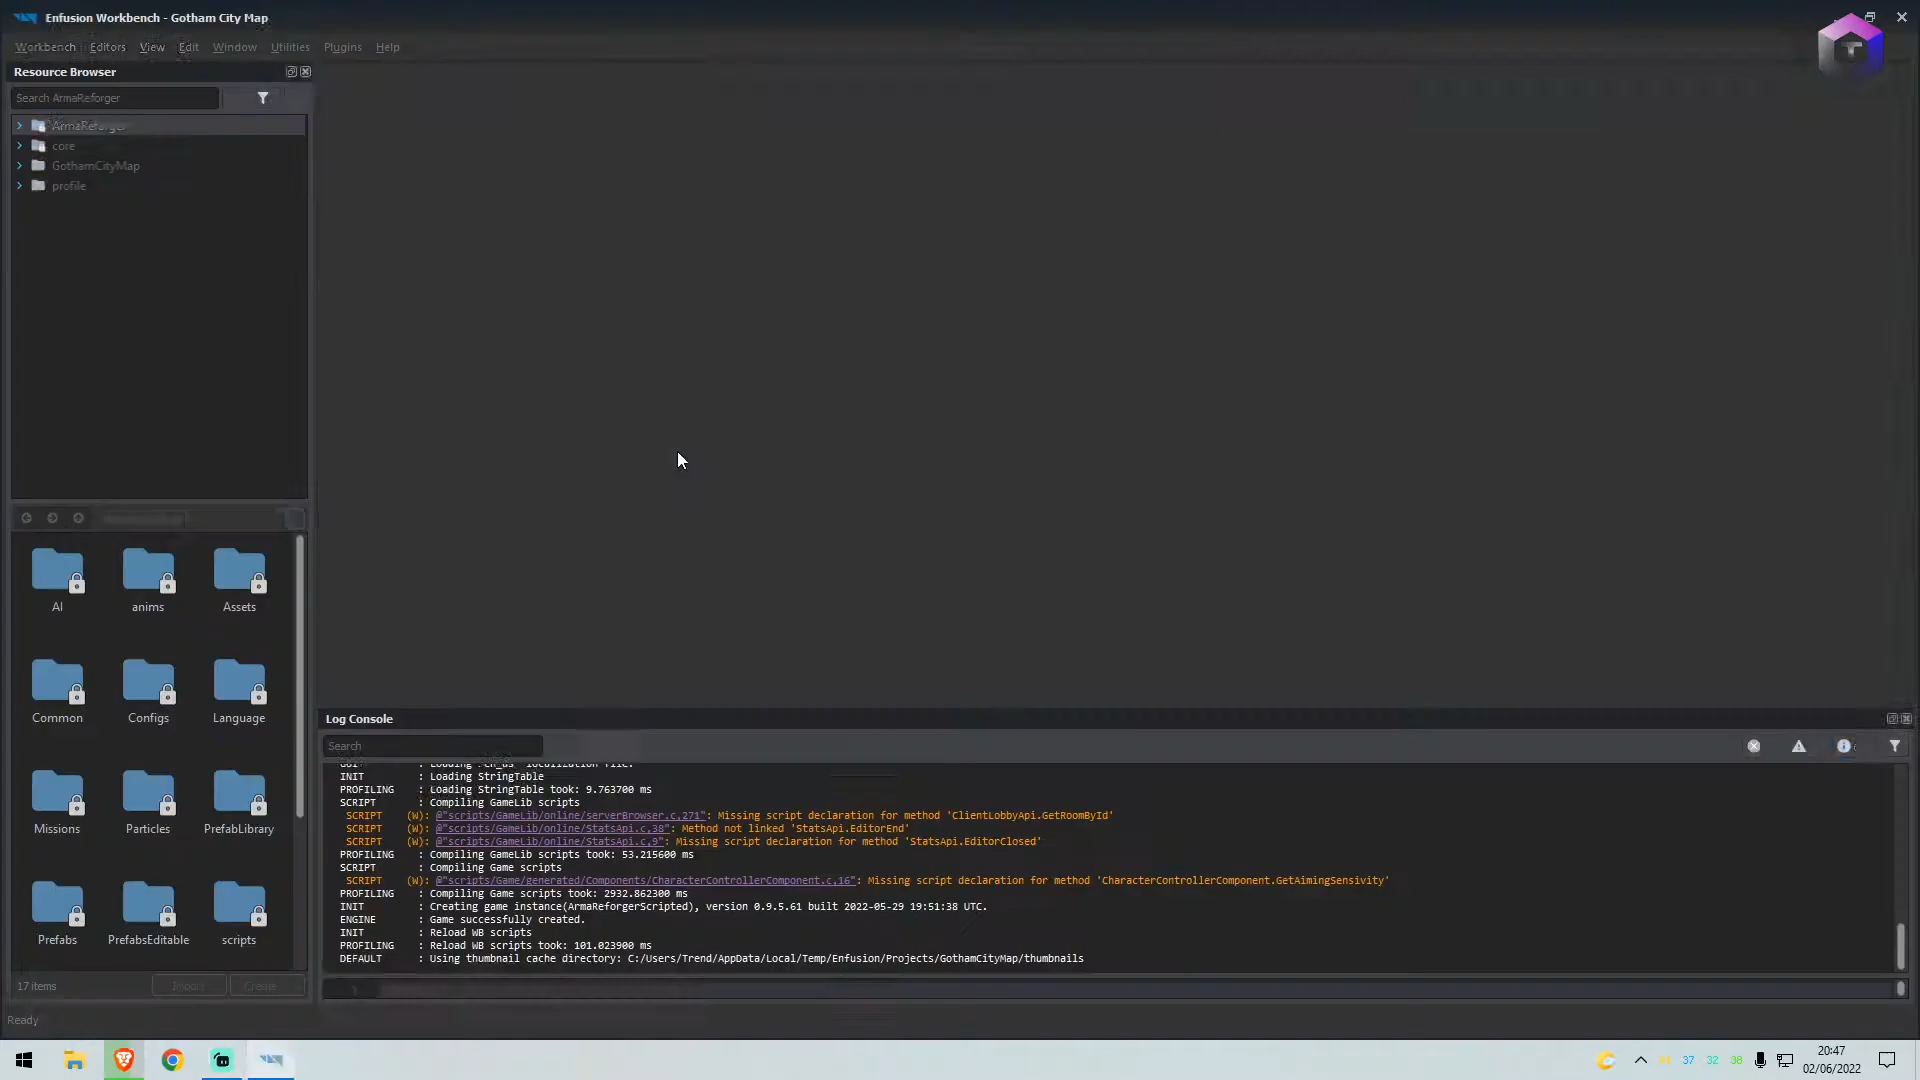 Enfusion Workbench - Gotham City Map
Workbench Editors View Edit Window Utilities Plugins Help
Resource Browser
Search ArmaReforger
ArmaReforger
core
GothamCityMap
profile
AI anims Assets
Common Configs Language
Missions Particles PrefabLibrary
Prefabs PrefabsEditable scripts
17 items Import Create
Ready
Log Console
Search
INIT : Loading StringTable
PROFILING : Loading StringTable took: 9.763700 ms
SCRIPT : Compiling GameLib scripts
SCRIPT (W): @"scripts/GameLib/online/serverBrowser.c,271": Missing script declaration for method 'ClientLobbyApi.GetRoomById'
SCRIPT (W): @"scripts/GameLib/online/StatsApi.c,38": Method not linked 'StatsApi.EditorEnd'
SCRIPT (W): @"scripts/GameLib/online/StatsApi.c,9": Missing script declaration for method 'StatsApi.EditorClosed'
PROFILING : Compiling GameLib scripts took: 53.215600 ms
SCRIPT : Compiling Game scripts
SCRIPT (W): @"scripts/Game/generated/Components/CharacterControllerComponent.c,16": Missing script declaration for method 'CharacterControllerComponent.GetAimingSensivity'
PROFILING : Compiling Game scripts took: 2932.862300 ms
INIT : Creating game instance(ArmaReforgerScripted), version 0.9.5.61 built 2022-05-29 19:51:38 UTC.
ENGINE : Game successfully created.
INIT : Reload WB scripts
PROFILING : Reload WB scripts took: 101.023900 ms
DEFAULT : Using thumbnail cache directory: C:/Users/Trend/AppData/Local/Temp/Enfusion/Projects/GothamCityMap/thumbnails
1
T
37 32 38
20:47
02/06/2022